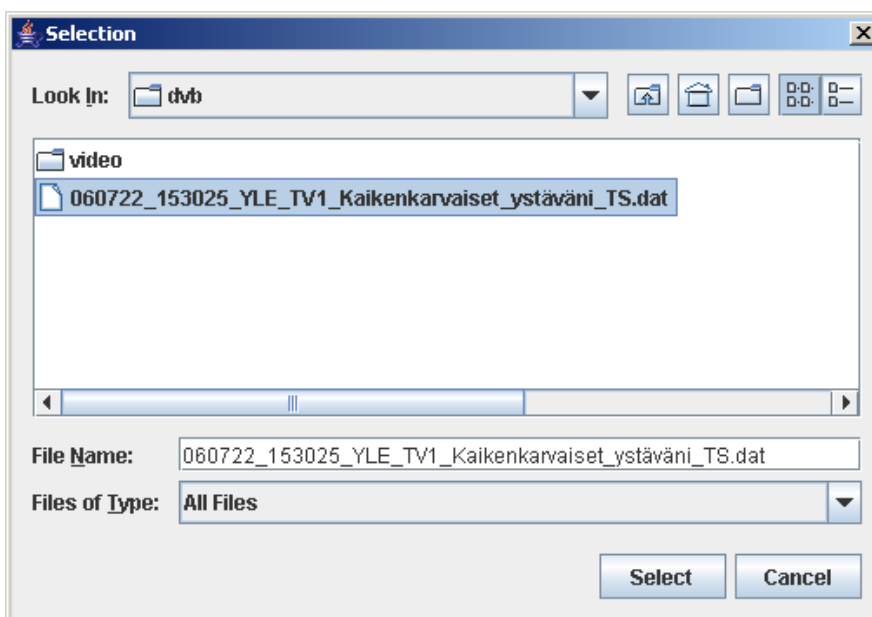 Selection
Look In: dvb
video
060722_153025_YLE_TV1_Kaikenkarvaiset_ystäväni_TS.dat
File Name: 060722_153025_YLE_TV1_Kaikenkarvaiset_ystäväni_TS.dat
Files of Type: All Files
Select Cancel